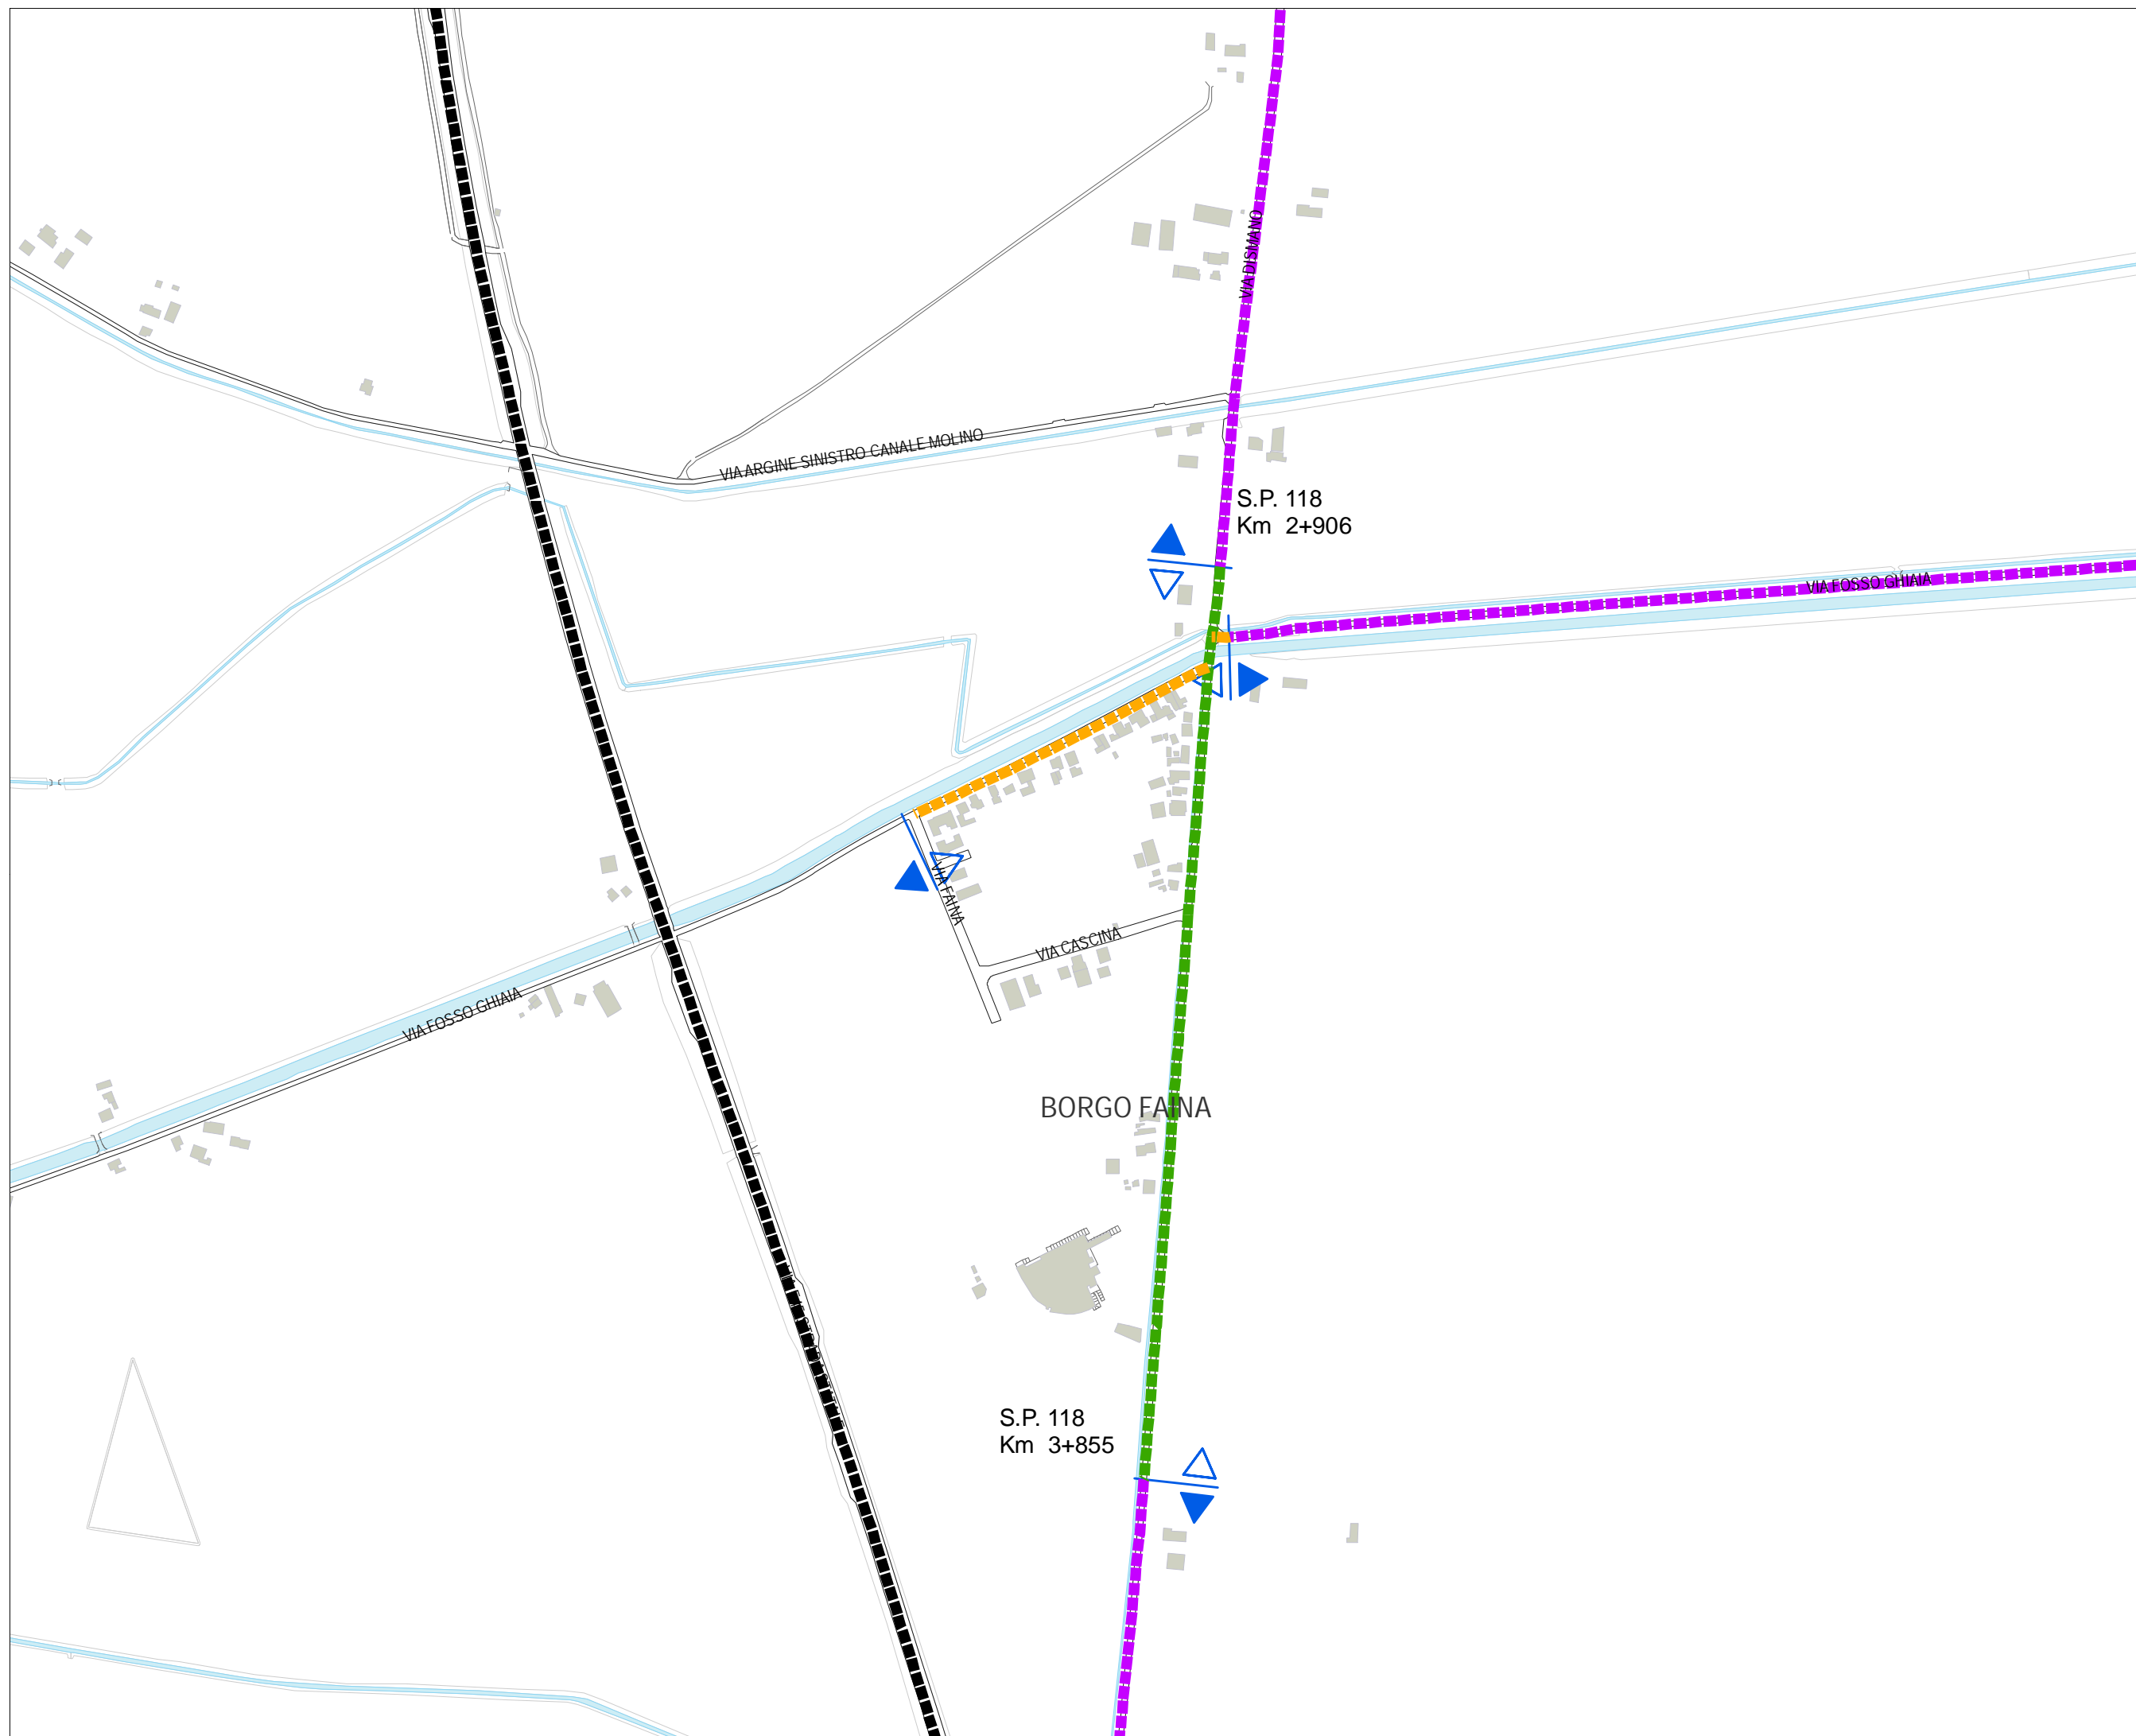 VIA DISMANO
VIA ARGINE SINISTRO CANALE MOLINO
S.P. 118
Km 2+906
VIA FOSSO GHIAIA
VIA FAINA
VIA CASCINA
VIA FOSSO GHIAIA
BORGO FAINA
S.P. 118
Km 3+855